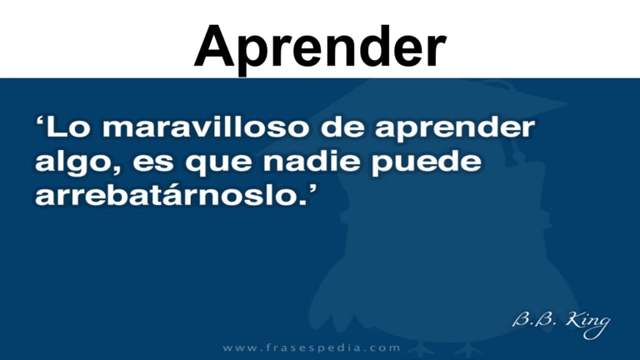 Aprender
‘Lo maravilloso de aprender
algo, es que nadie puede
arrebatárnoslo.’
B.B. King
www.frasespedia.com